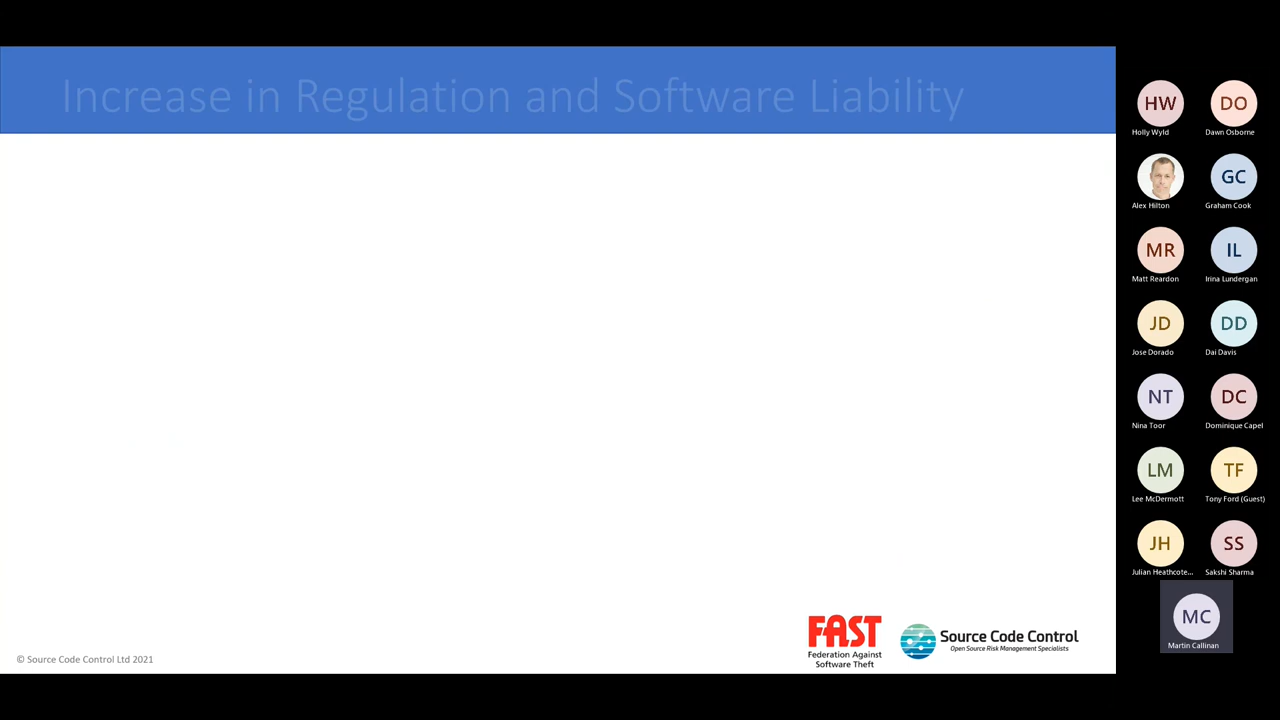 Increase in Regulation and Software Liability
HW
DO
Holly Wyld
Dawn Osborne
GC
Alex Hilton
Graham Cook
MR
IL
Matt Reardon
Irina Lundergan
JD
DD
Jose Dorado
Dai Davis
NT
DC
Nina Toor
Dominique Capel
LM
TF
Lee McDermott
Tony Ford (Guest)
JH
SS
Julian Heathcote...
Sakshi Sharma
MC
Martin Callinan
FAST
Federation Against
Software Theft
Source Code Control
Open Source Risk Management Specialists
© Source Code Control Ltd 2021